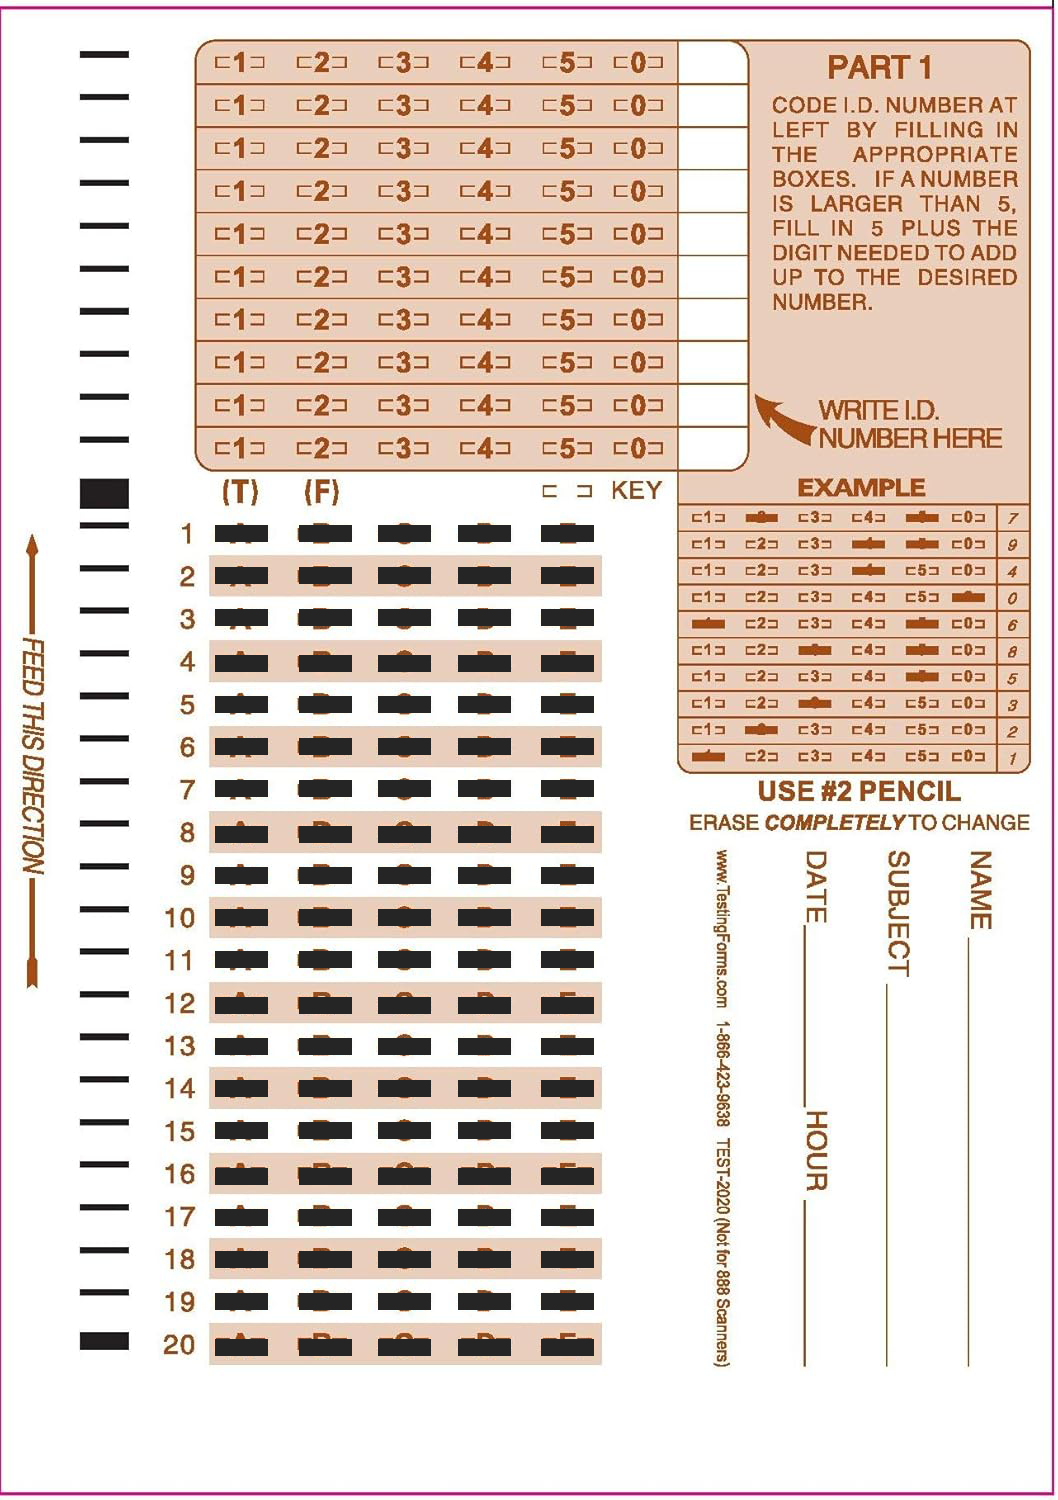 1 2 3 4 5 0
1 2 3 4 5 0
1 2 3 4 5 0
1 2 3 4 5 0
1 2 3 4 5 0
1 2 3 4 5 0
1 2 3 4 5 0
1 2 3 4 5 0
1 2 3 4 5 0
1 2 3 4 5 0
PART 1
CODE I.D. NUMBER AT
LEFT BY FILLING IN
THE APPROPRIATE
BOXES. IF A NUMBER
IS LARGER THAN 5,
FILL IN 5 PLUS THE
DIGIT NEEDED TO ADD
UP TO THE DESIRED
NUMBER.
WRITE I.D.
NUMBER HERE
(T) (F) KEY
EXAMPLE
1 3 4 0 7
1 2 3 0 9
1 2 3 5 0 4
1 2 3 4 5 0
2 3 4 0 6
1 2 4 0 8
1 2 3 4 0 5
1 2 4 5 0 3
1 3 4 5 0 2
2 3 4 5 0 1
USE #2 PENCIL
ERASE COMPLETELY TO CHANGE
1
2
3
4
5
6
7
8
9
10
11
12
13
14
15
16
17
18
19
20
FEED THIS DIRECTION
NAME
SUBJECT
DATE HOUR
www.TestingForms.com 1-866-423-9638 TEST-2020 (Not for 888 Scanners)